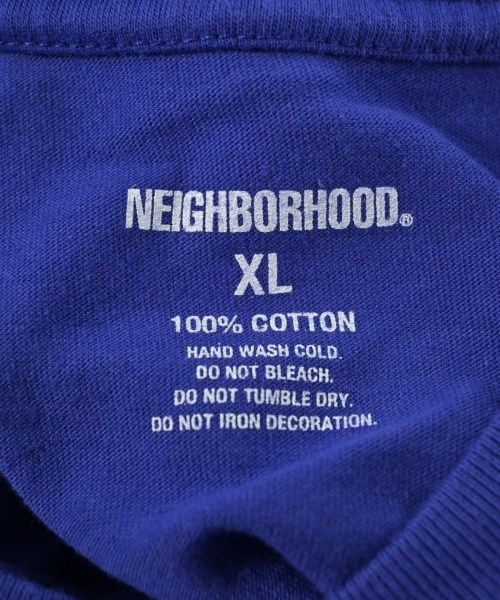 NEIGHBORHOOD®
XL
100% COTTON
HAND WASH COLD.
DO NOT BLEACH.
DO NOT TUMBLE DRY.
DO NOT IRON DECORATION.